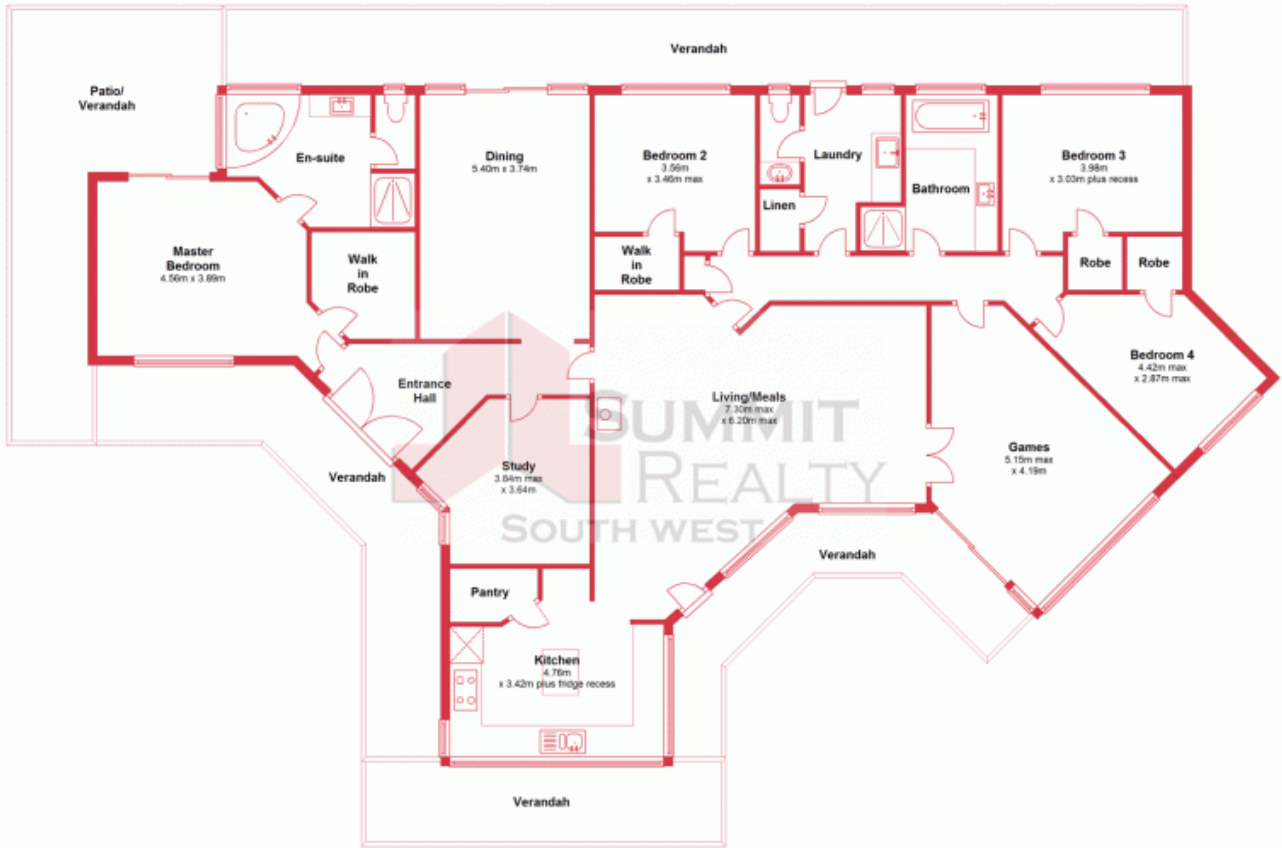 Verandah
Patio/
Verandah
En-suite
Dining
5.40m x 3.74m
Bedroom 2
3.56m
x 3.46m max
Laundry
Linen
Bathroom
Bedroom 3
3.98m
x 3.03m plus recess
Master
Bedroom
4.56m x 3.89m
Walk
in
Robe
Walk
in
Robe
Robe
Robe
Entrance
Hall
Living/Meals
7.30m max
x 6.20m max
Bedroom 4
4.42m max
x 2.87m max
Games
5.15m max
x 4.19m
SUMMIT
REALTY
SOUTH WEST
Study
3.84m max
x 3.64m
Verandah
Verandah
Pantry
Kitchen
4.76m
x 3.42m plus fridge recess
Verandah